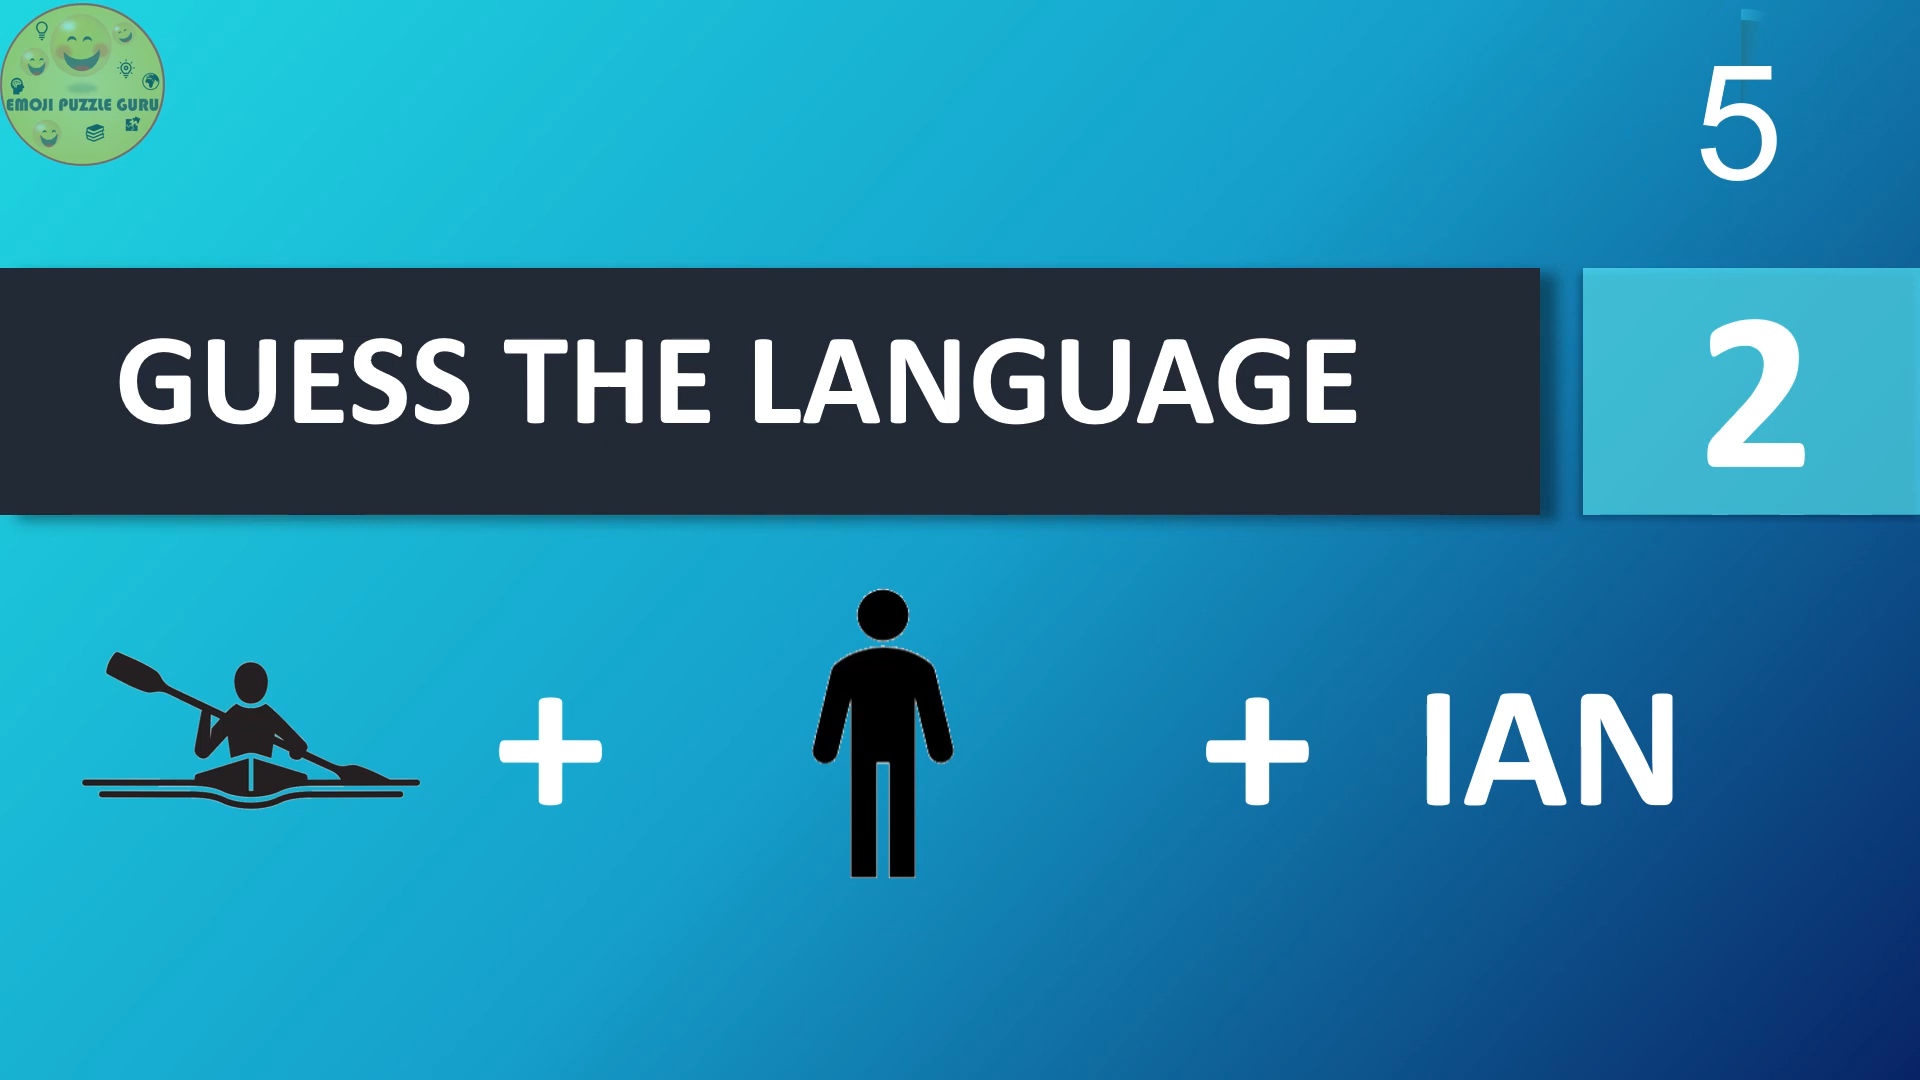 EMOJI PUZZLE GURU
5
GUESS THE LANGUAGE
2
+ + IAN